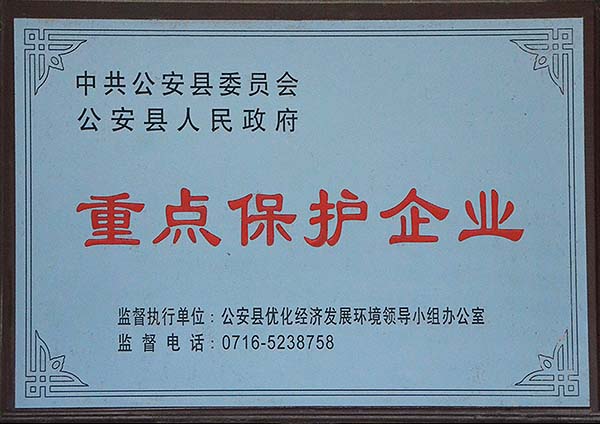 中共公安县委员会
公安县人民政府
重点保护企业
监督执行单位：公安县优化经济发展环境领导小组办公室
监督电话：0716-5238758